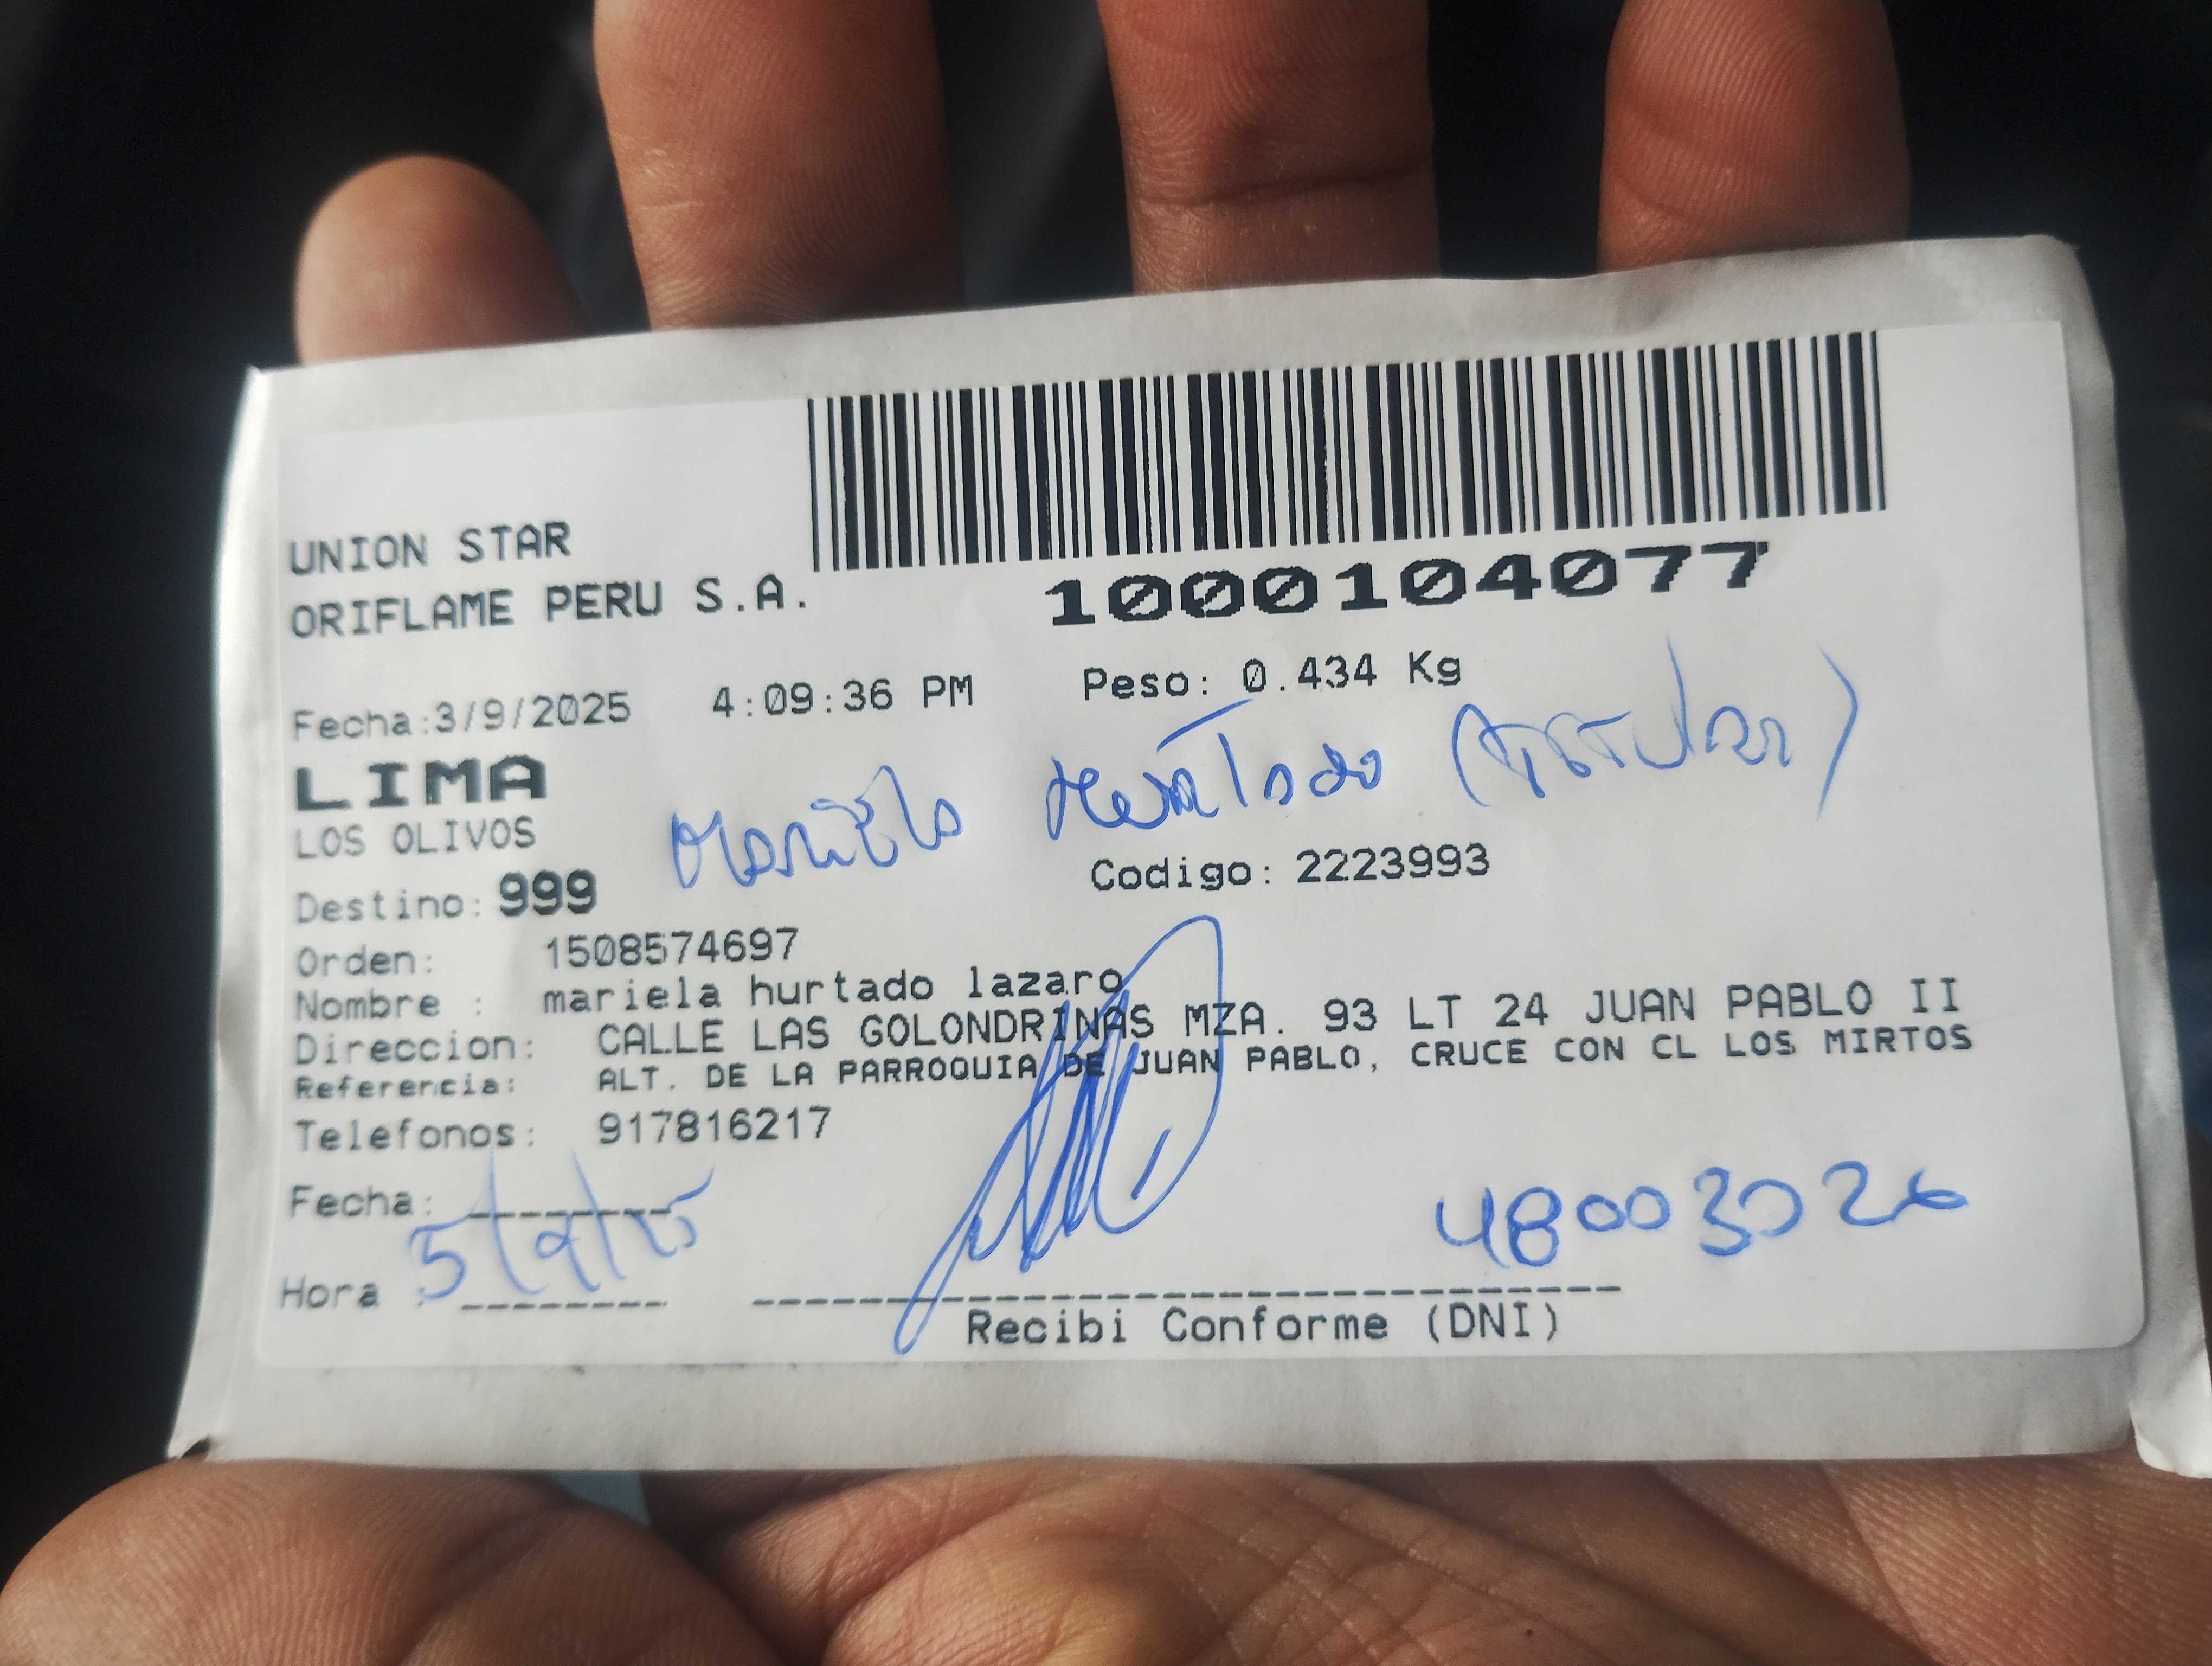 UNION STAR
ORIFLAME PERU S.A.
1000104077
Fecha:3/9/2025 4:09:36 PM Peso: 0.434 Kg
LIMA
LOS OLIVOS
Mariela Hurtado (Titular)
Destino: 999 Codigo: 2223993
Orden: 1508574697
Nombre : mariela hurtado lazaro
Direccion: CALLE LAS GOLONDRINAS MZA. 93 LT 24 JUAN PABLO II
Referencia: ALT. DE LA PARROQUIA DE JUAN PABLO, CRUCE CON CL LOS MIRTOS
Telefonos: 917816217
Fecha:
5/9/25
48003026
Hora :
Recibi Conforme (DNI)